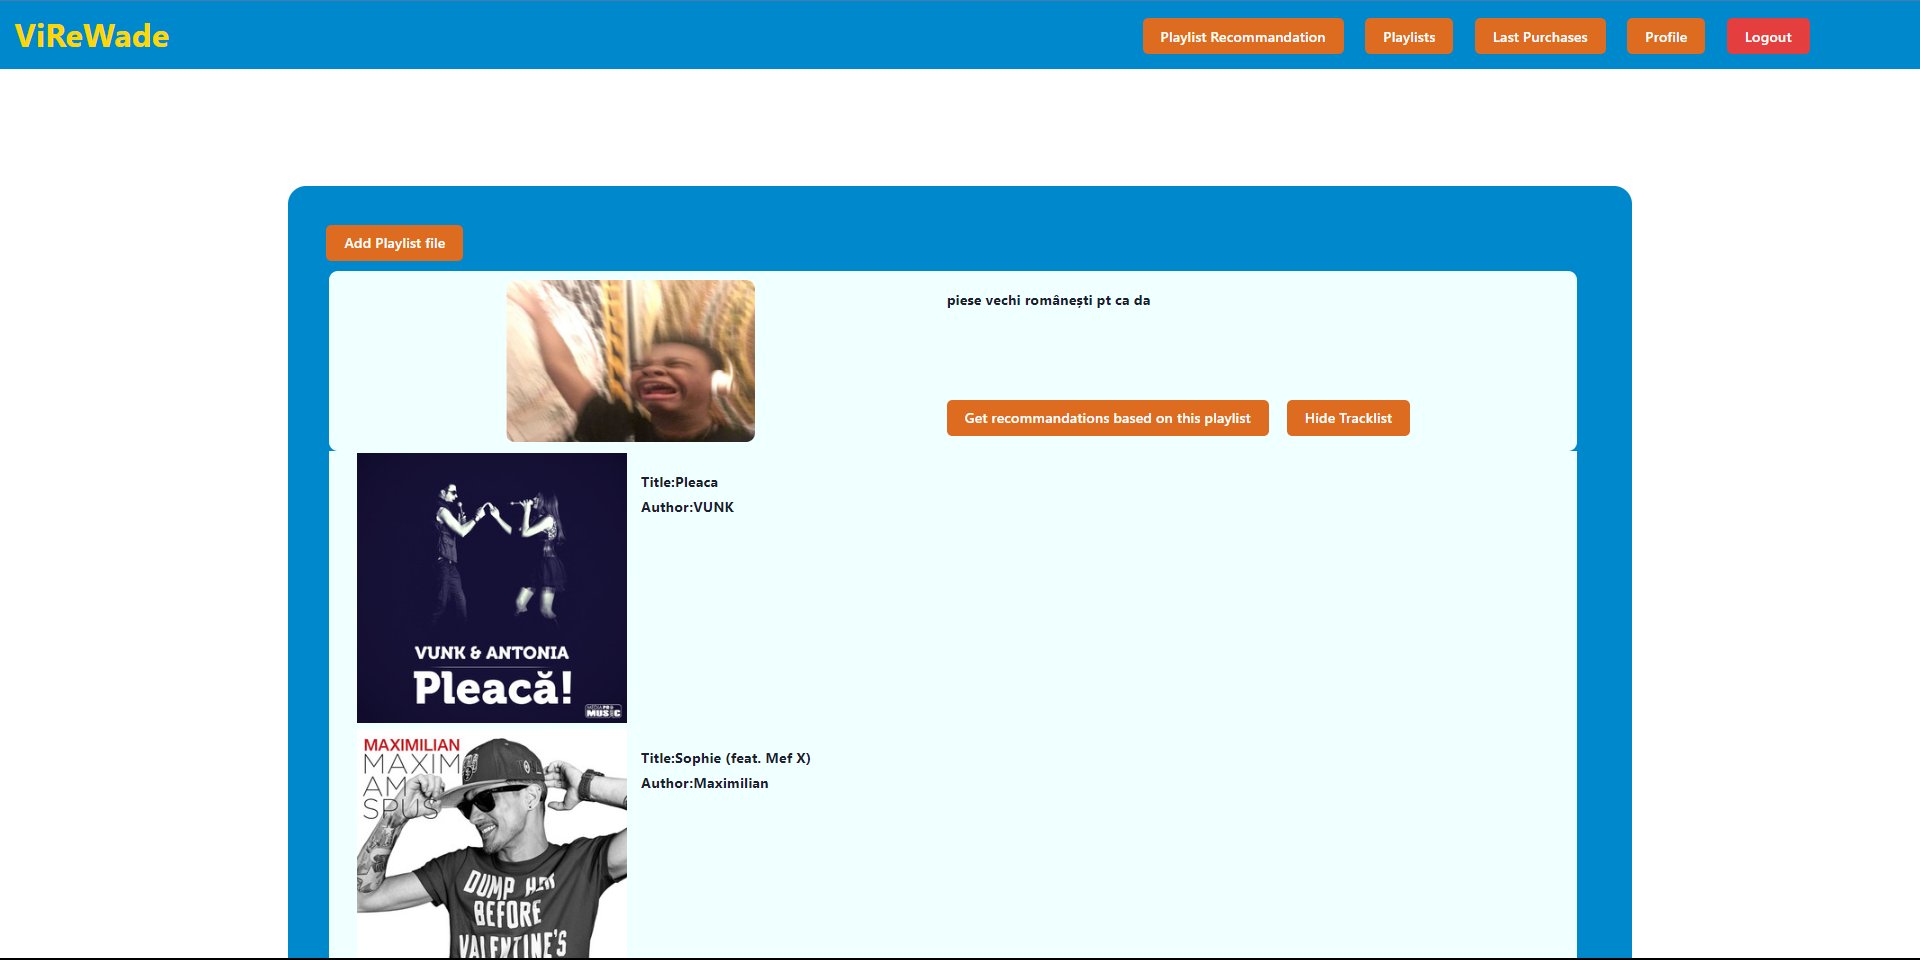 ViReWade
Playlist Recommandation
Playlists
Last Purchases
Profile
Logout
Add Playlist file
piese vechi românești pt ca da
Get recommandations based on this playlist
Hide Tracklist
Title:Pleaca
Author:VUNK
VUNK & ANTONIA
Pleacă!
MEDIA PRO
MUSIC
Title:Sophie (feat. Mef X)
Author:Maximilian
MAXIMILIAN
MAXIM
AM
SPUS
DUMP HER
BEFORE
VALENTINE'S